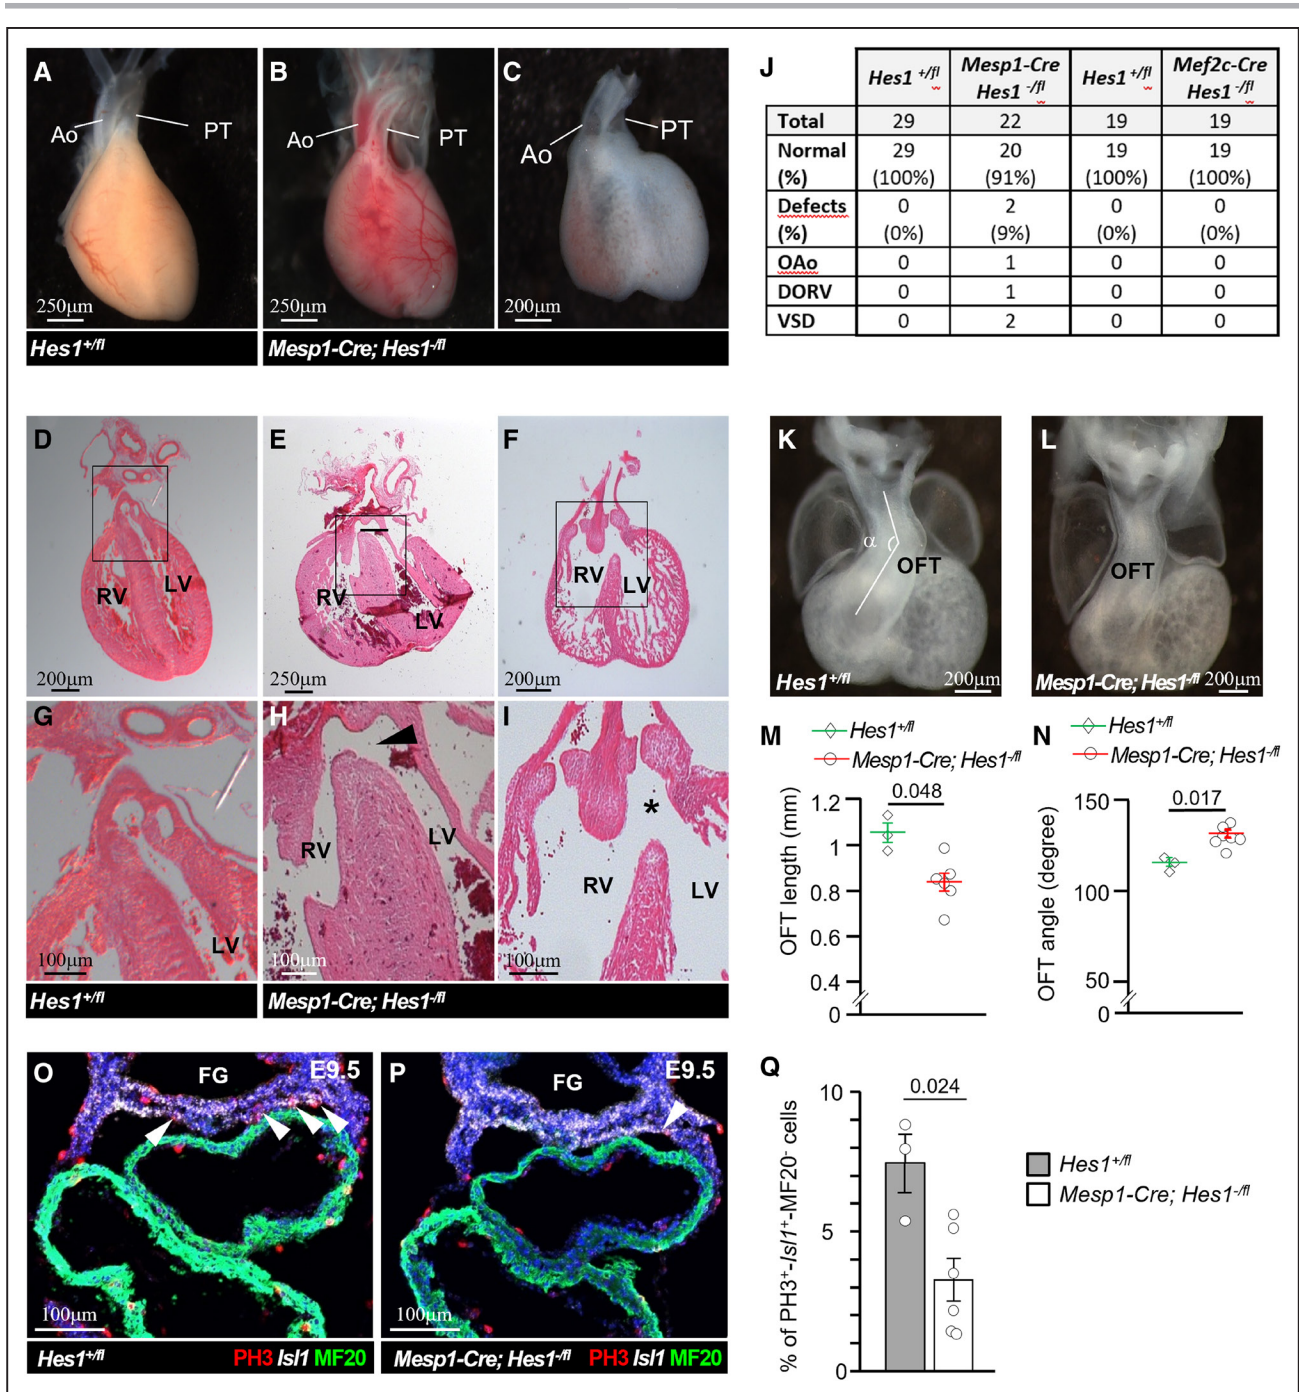 A
Ao
PT
250µm
B
Ao
PT
250µm
C
Ao
PT
200µm
Hes1+/fl
Mesp1-Cre; Hes1-/fl
J
Hes1 +/fl
Mesp1-Cre
Hes1 -/fl
Hes1 +/fl
Mef2c-Cre
Hes1 -/fl
Total 29 22 19 19
Normal 29 20 19 19
(%) (100%) (91%) (100%) (100%)
Defects 0 2 0 0
(%) (0%) (9%) (0%) (0%)
OAo 0 1 0 0
DORV 0 1 0 0
VSD 0 2 0 0
D
RV
LV
200µm
E
RV
LV
250µm
F
RV
LV
200µm
G
LV
100µm
H
RV
LV
100µm
I
*
RV
LV
100µm
Hes1+/fl
Mesp1-Cre; Hes1-/fl
K
α
OFT
Hes1+/fl
200µm
L
OFT
Mesp1-Cre; Hes1-/fl 200µm
M
Hes1+/fl
Mesp1-Cre; Hes1-/fl
0.048
OFT length (mm)
1.2
1
0.8
0.6
0.4
0
N
Hes1+/fl
Mesp1-Cre; Hes1-/fl
0.017
OFT angle (degree)
150
100
50
0
O
FG
E9.5
100µm
Hes1+/fl
PH3 Isl1 MF20
P
FG
E9.5
100µm
Mesp1-Cre; Hes1-/fl
PH3 Isl1 MF20
Q
% of PH3+-Isl1+-MF20- cells
10
5
0
0.024
Hes1+/fl
Mesp1-Cre; Hes1-/fl